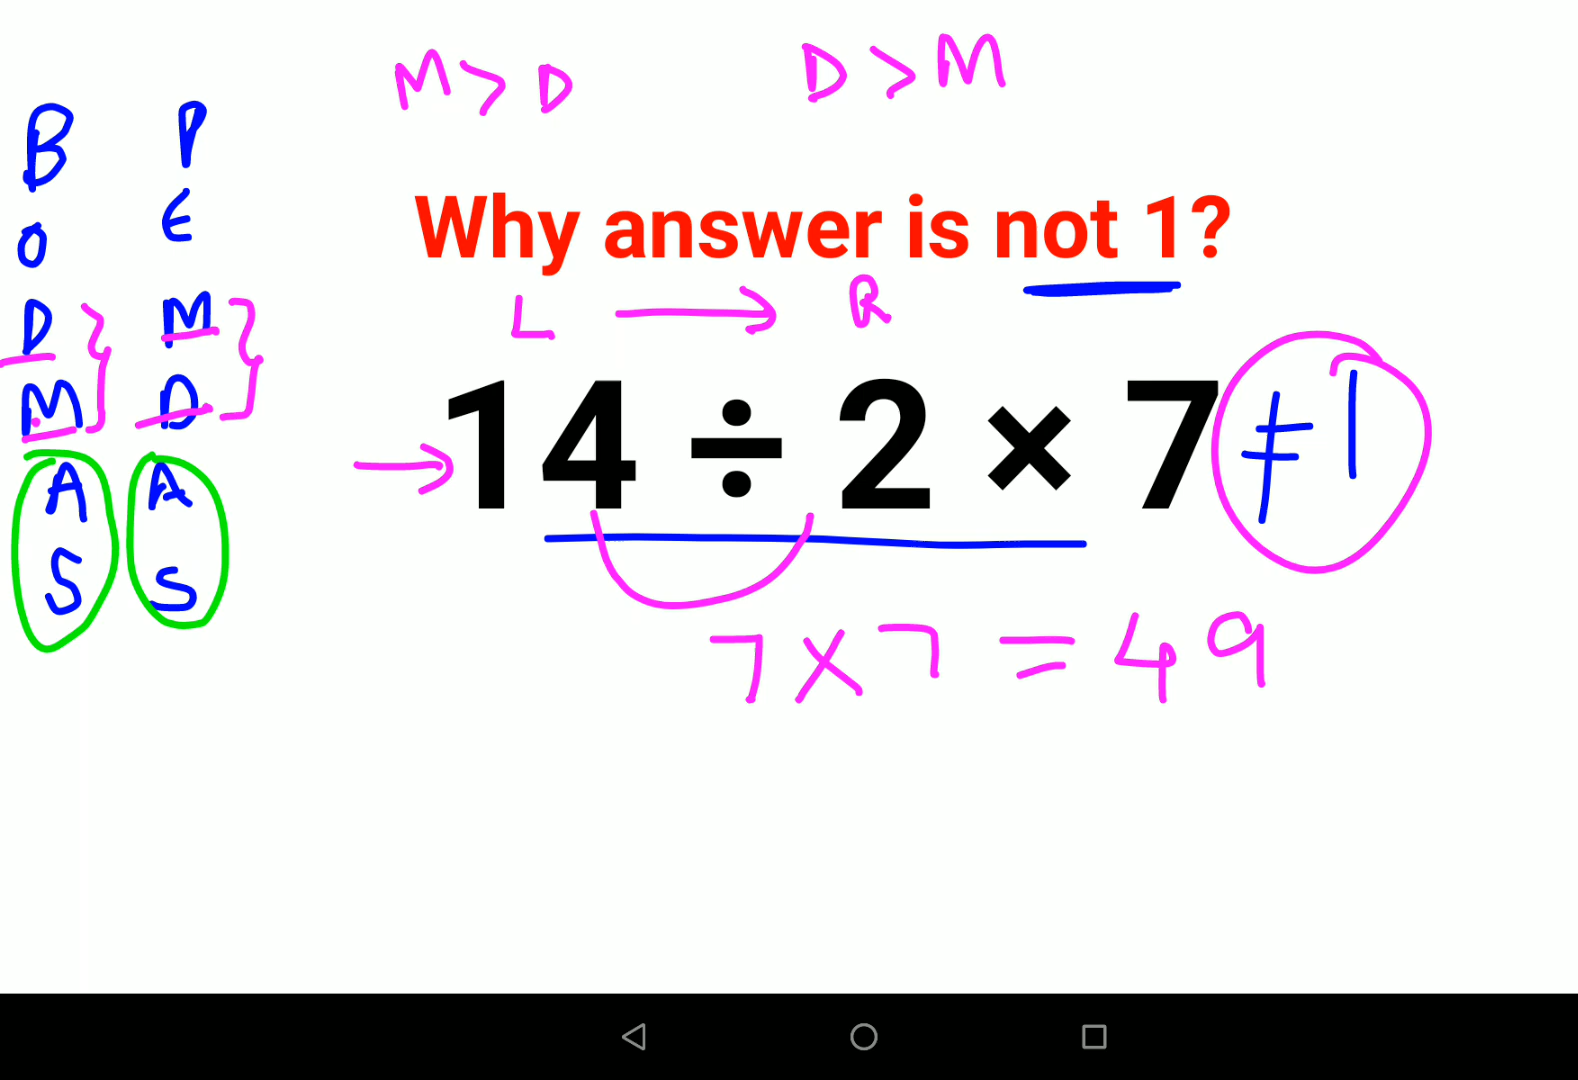 M > D
D > M
B P
O E
D M
M D
A A
S S
Why answer is not 1?
L → R
→ 14 ÷ 2 × 7 ≠ 1
7 × 7 = 49